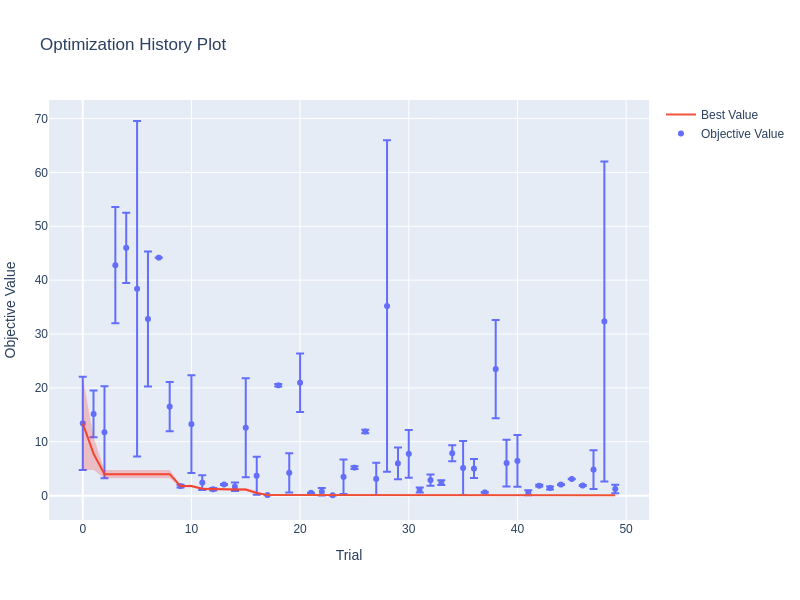 Optimization History Plot
Best Value
Objective Value
Objective Value
70
60
50
40
30
20
10
0
0 10 20 30 40 50
Trial